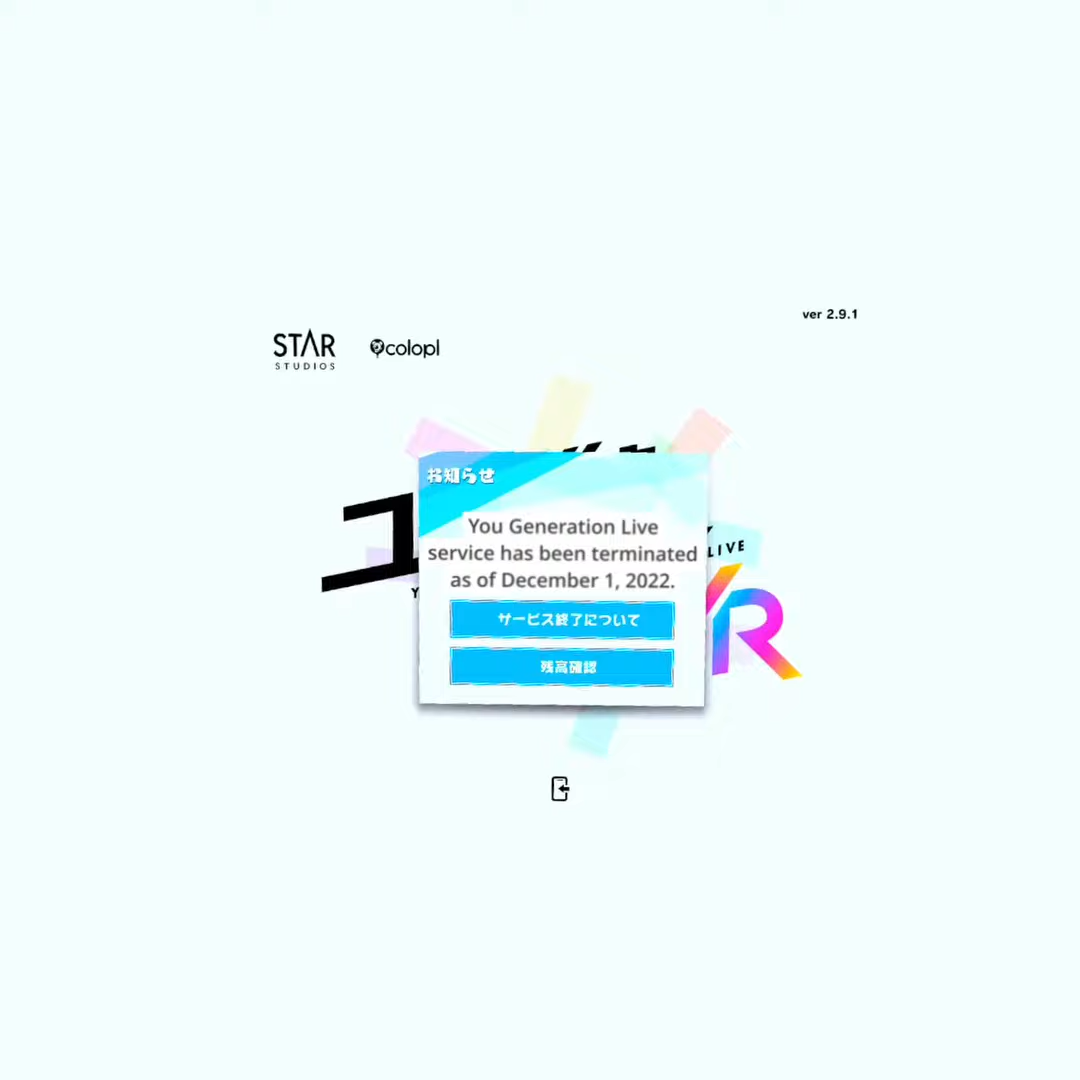 ver 2.9.1
STAR
STUDIOS
colopl
お知らせ
You Generation Live
service has been terminated
as of December 1, 2022.
LIVE
サービス終了について
残高確認